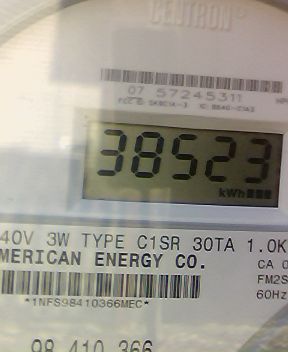 CENTRON®
07 57245311
38523
kWh
40V 3W TYPE C1SR 30TA 1.0K
MERICAN ENERGY CO.
CA 0
FM2S
60Hz
*1NFS98410366MEC*
98 410 366